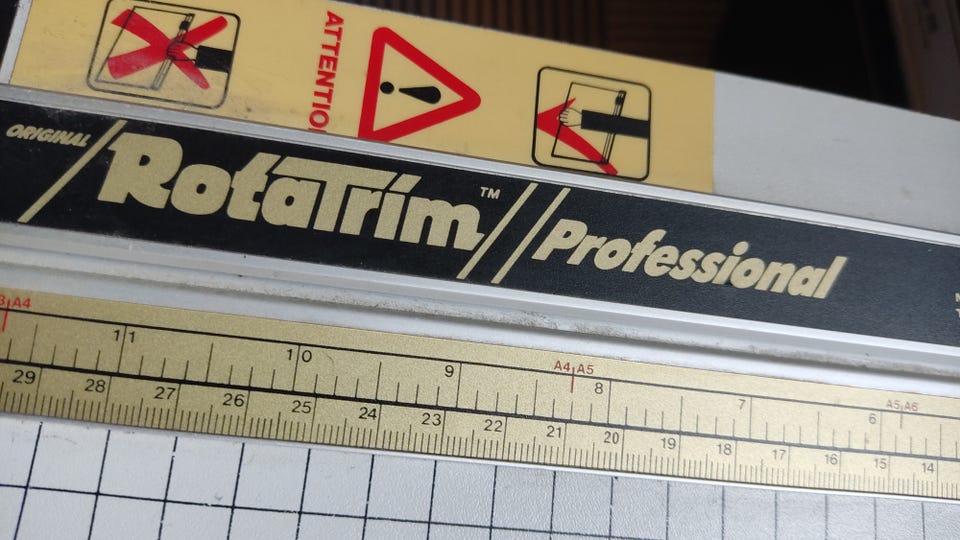 ATTENTIO
ORIGINAL RotaTrim™ Professional
A4 A4 A5 A5 A6
11 10 9 8 7 6
29 28 27 26 25 24 23 22 21 20 19 18 17 16 15 14